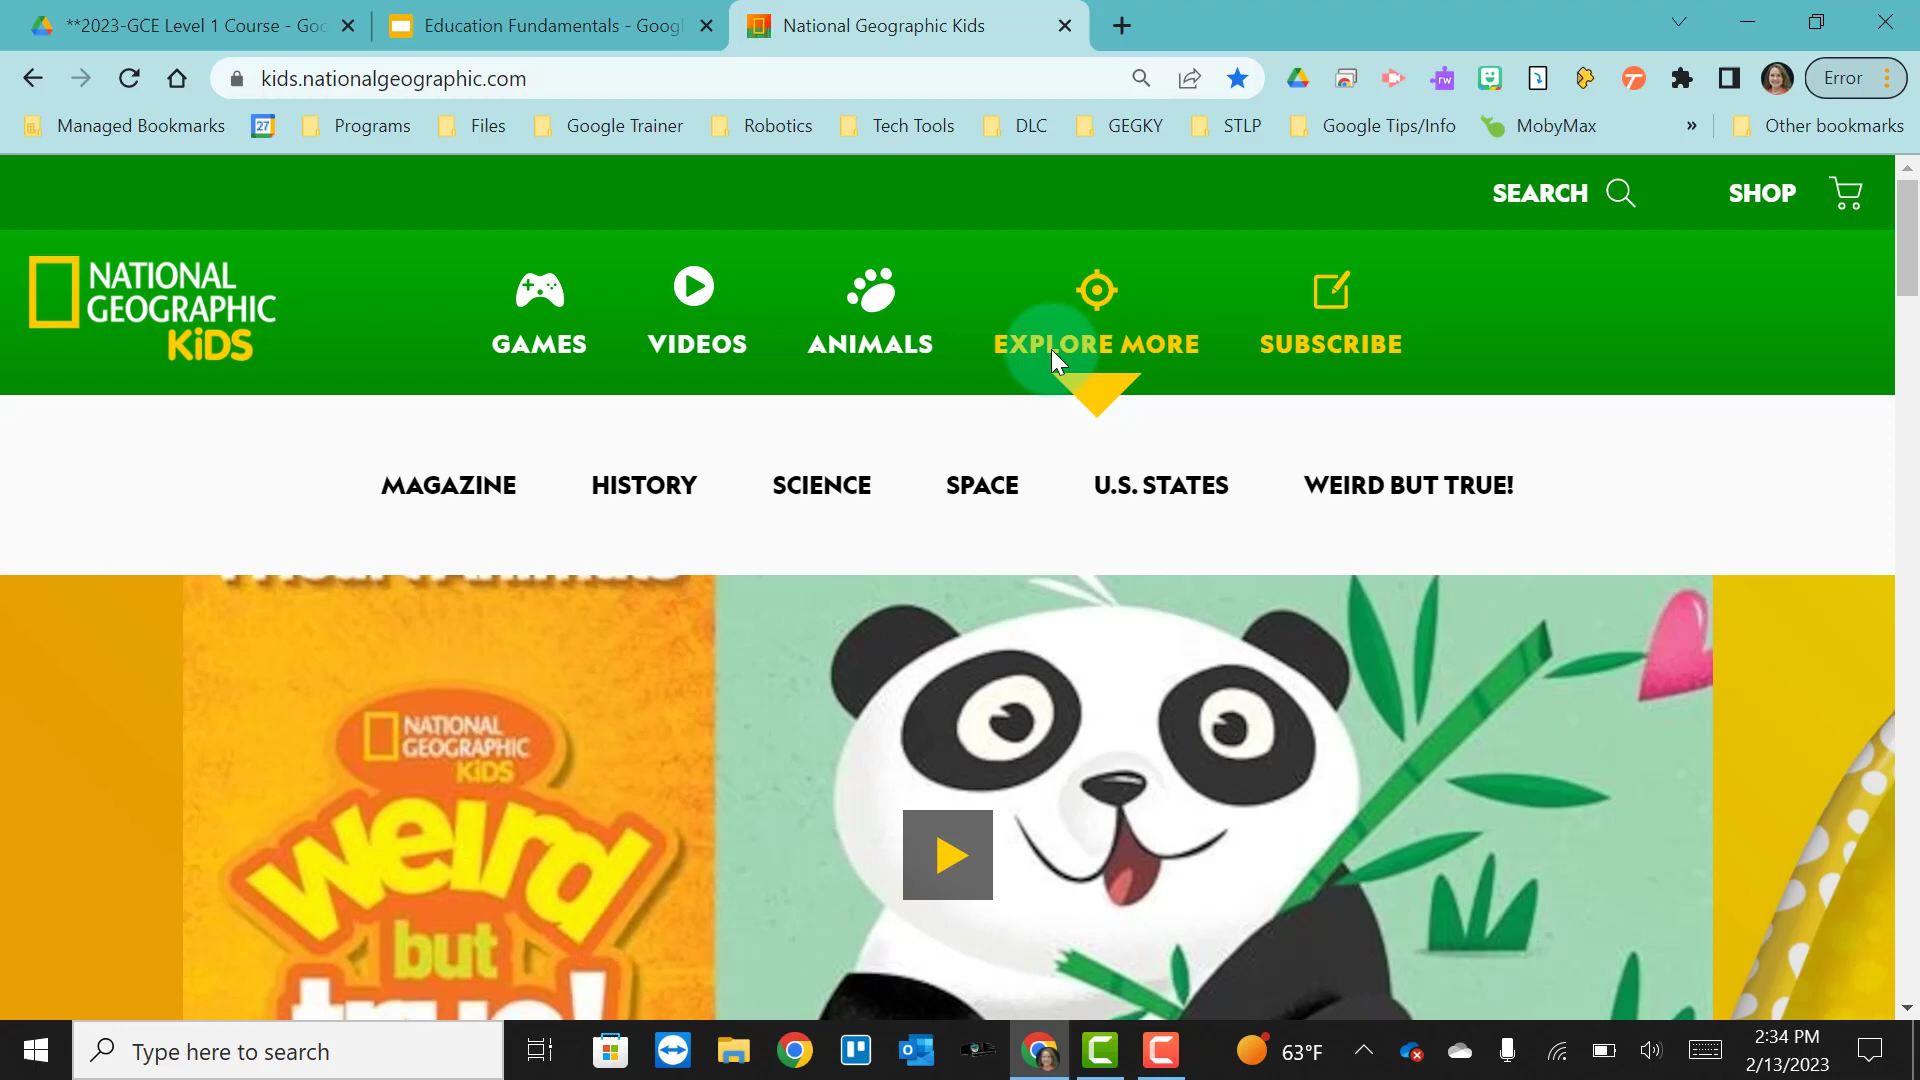 **2023-GCE Level 1 Course - Goo
Education Fundamentals - Googl
National Geographic Kids
kids.nationalgeographic.com
Error
Managed Bookmarks
27
Programs
Files
Google Trainer
Robotics
Tech Tools
DLC
GEGKY
STLP
Google Tips/Info
MobyMax
»
Other bookmarks
SEARCH
SHOP
NATIONAL
GEOGRAPHIC
KiDS
GAMES
VIDEOS
ANIMALS
EXPLORE MORE
SUBSCRIBE
MAGAZINE
HISTORY
SCIENCE
SPACE
U.S. STATES
WEIRD BUT TRUE!
NATIONAL
GEOGRAPHIC
KiDS
weird
but
true!
Type here to search
63°F
2:34 PM
2/13/2023